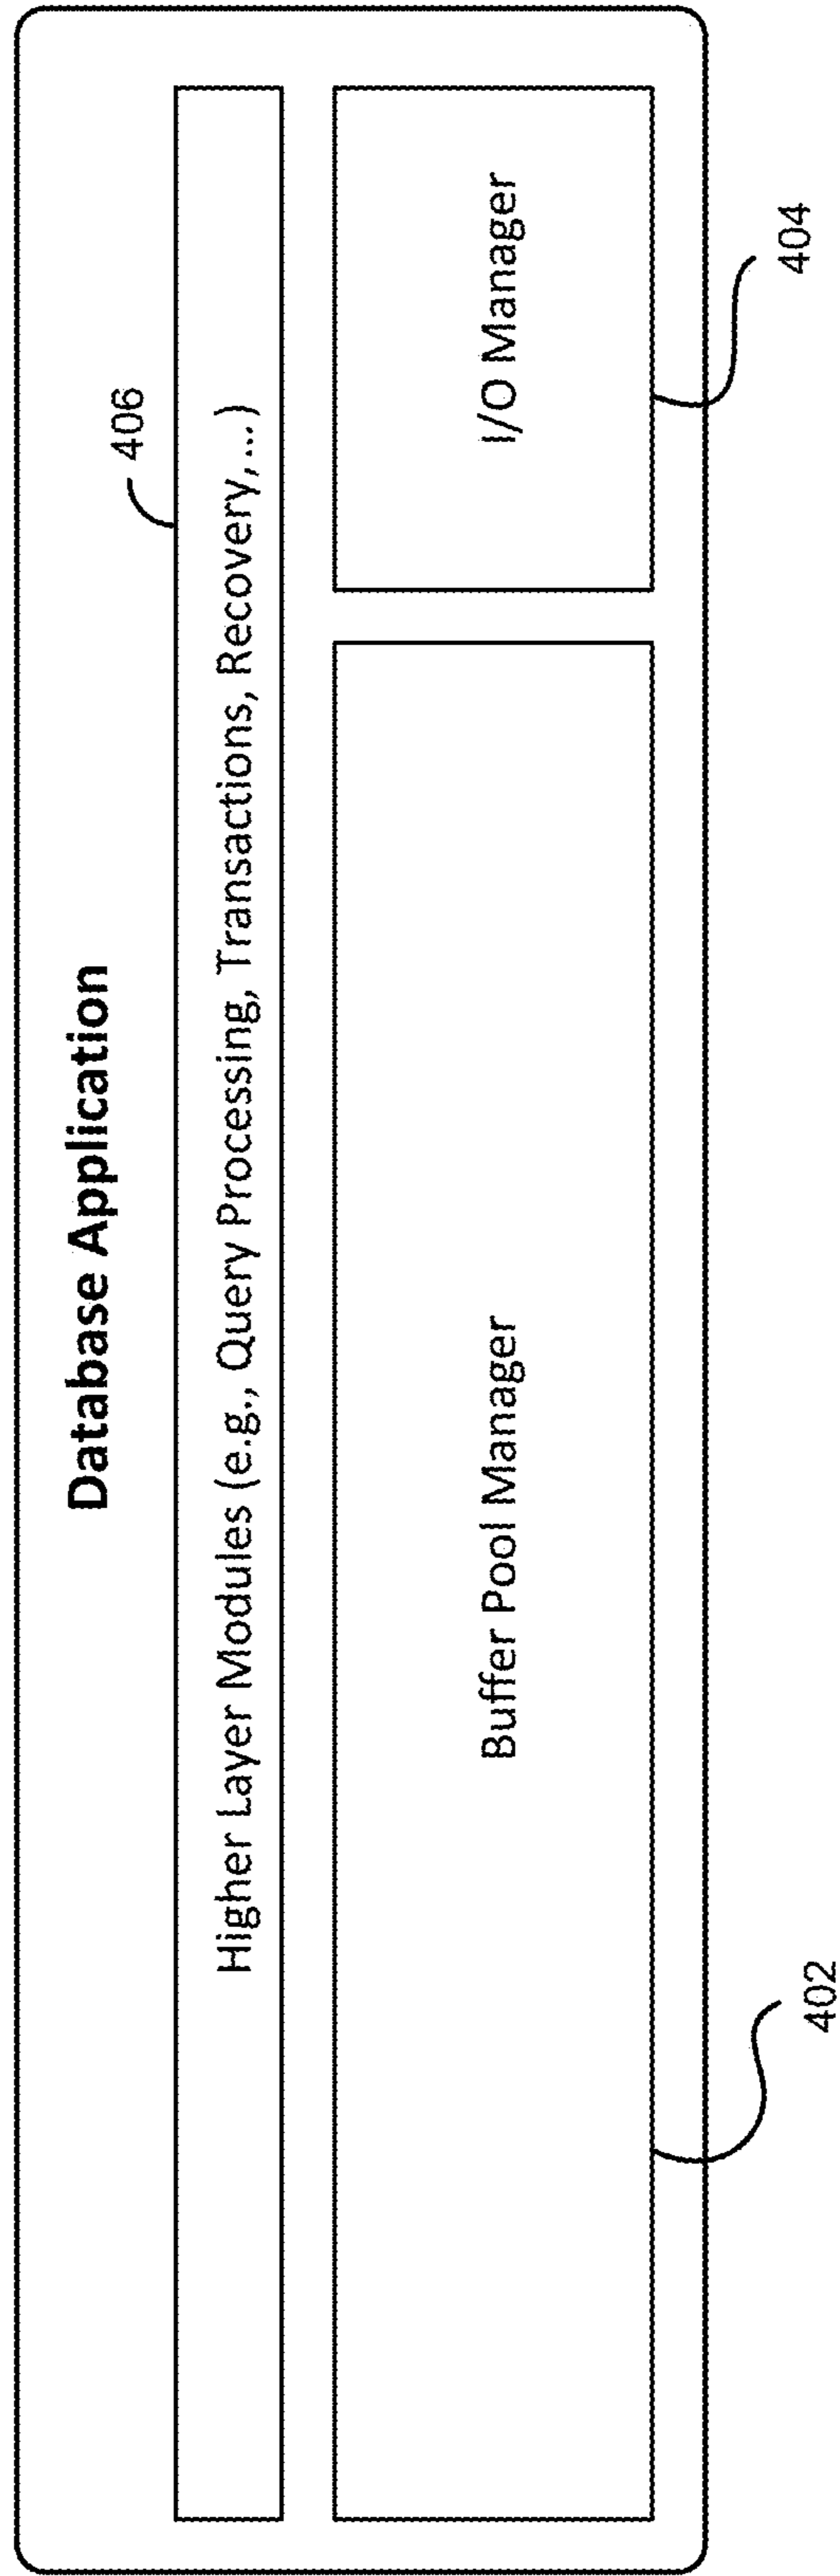 Database Application
406
Higher Layer Modules (e.g., Query Processing, Transactions, Recovery,...)
Buffer Pool Manager
I/O Manager
402
404